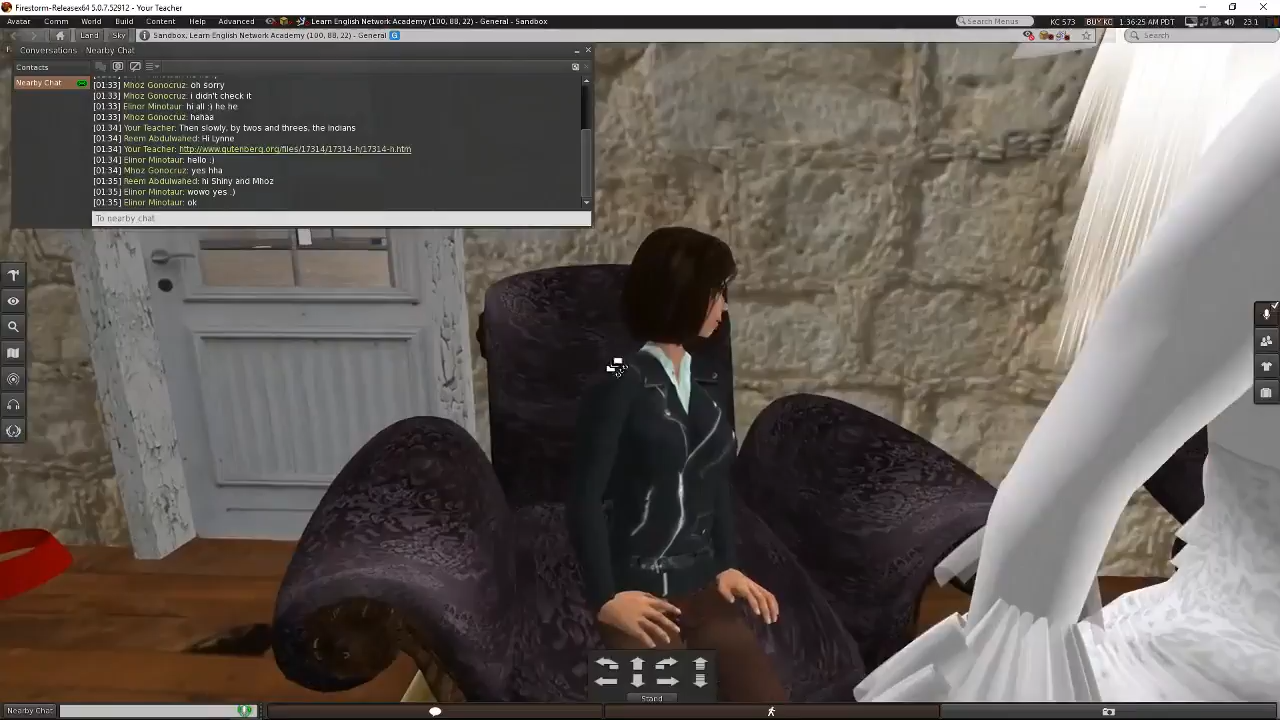 Firestorm-Releasex64 5.0.7.52912 - Your Teacher
Avatar Comm World Build Content Help Advanced Learn English Network Academy (100, 88, 22) - General - Sandbox Search Menus KC 573 BUY KC 1:36:25 AM PDT 23.1
Land Sky Sandbox, Learn English Network Academy (100, 88, 22) - General G Search
Conversations - Nearby Chat
Contacts
Nearby Chat
[01:33] Mhoz Gonocruz: oh sorry
[01:33] Mhoz Gonocruz: i didn't check it
[01:33] Elinor Minotaur: hi all :) he he
[01:33] Mhoz Gonocruz: hahaa
[01:34] Your Teacher: Then slowly, by twos and threes, the Indians
[01:34] Reem Abdulwahed: Hi Lynne
[01:34] Your Teacher: http://www.gutenberg.org/files/17314/17314-h/17314-h.htm
[01:34] Elinor Minotaur: hello :)
[01:34] Mhoz Gonocruz: yes hha
[01:35] Reem Abdulwahed: hi Shiny and Mhoz
[01:35] Elinor Minotaur: wowo yes :)
[01:35] Elinor Minotaur: ok
To nearby chat
Stand
Nearby Chat